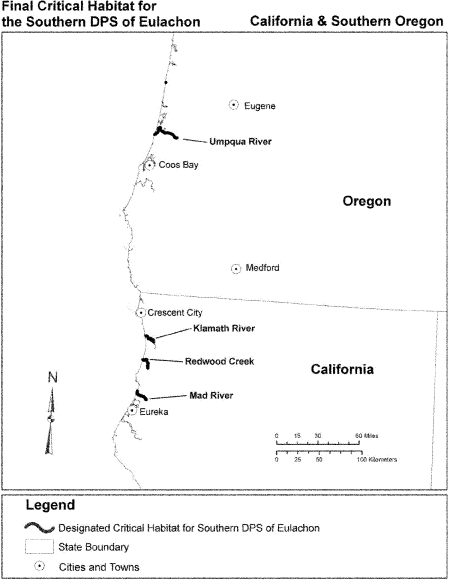 Final Critical Habitat for
the Southern DPS of Eulachon
California & Southern Oregon
Eugene
Umpqua River
Coos Bay
Oregon
Medford
Crescent City
Klamath River
Redwood Creek
California
Mad River
Eureka
N
0 15 30 60 Miles
0 25 50 100 Kilometers
Legend
Designated Critical Habitat for Southern DPS of Eulachon
State Boundary
Cities and Towns